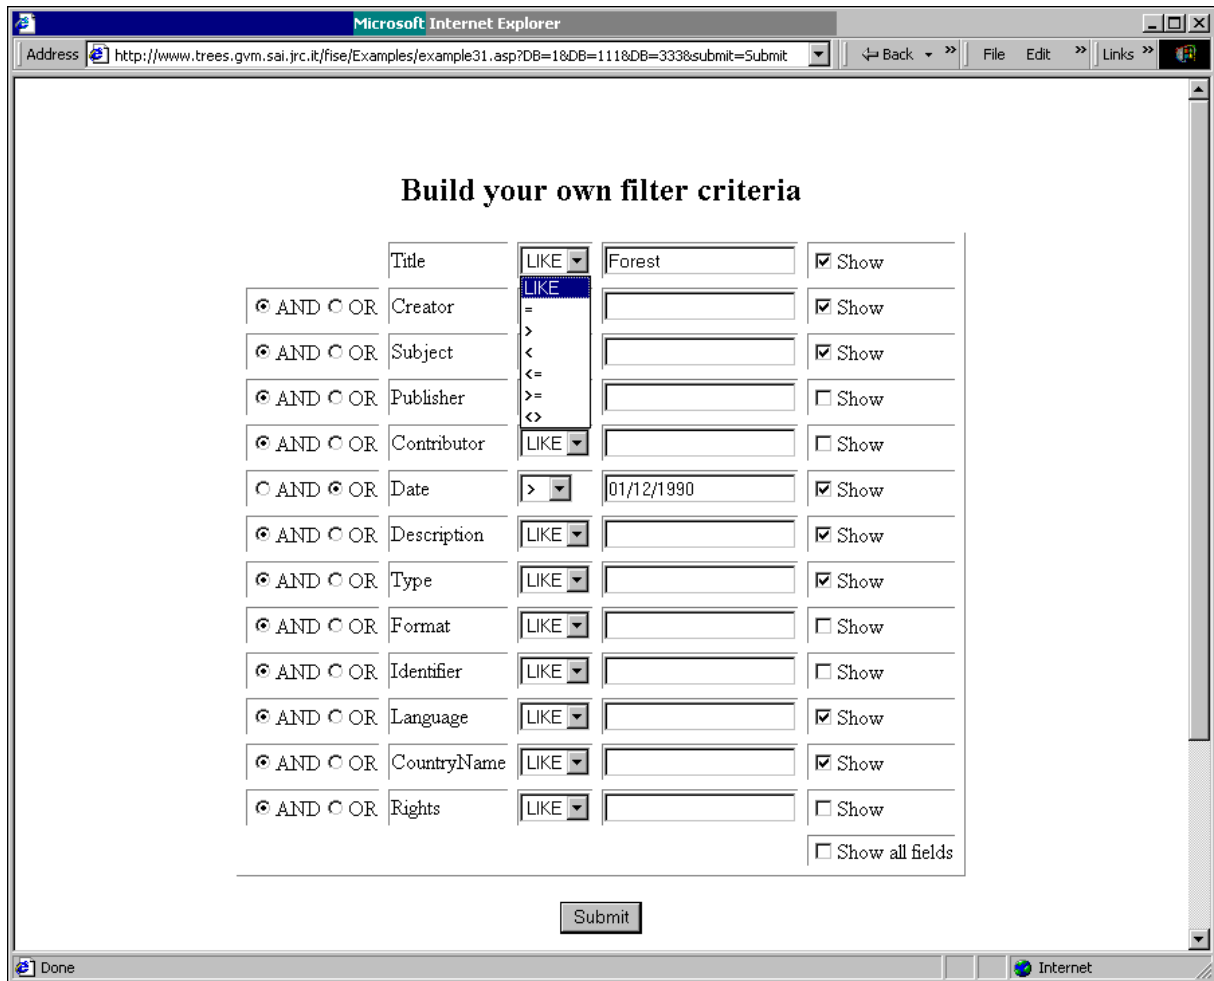 Microsoft Internet Explorer
Address http://www.trees.gvm.sai.jrc.it/fise/Examples/example31.asp?DB=1&DB=111&DB=333&submit=Submit Back » File Edit » Links »
Build your own filter criteria
Title LIKE Forest Show
LIKE
AND OR Creator = Show
>
AND OR Subject < Show
<=
AND OR Publisher >= Show
<>
AND OR Contributor LIKE Show
AND OR Date > 01/12/1990 Show
AND OR Description LIKE Show
AND OR Type LIKE Show
AND OR Format LIKE Show
AND OR Identifier LIKE Show
AND OR Language LIKE Show
AND OR CountryName LIKE Show
AND OR Rights LIKE Show
Show all fields
Submit
Done Internet